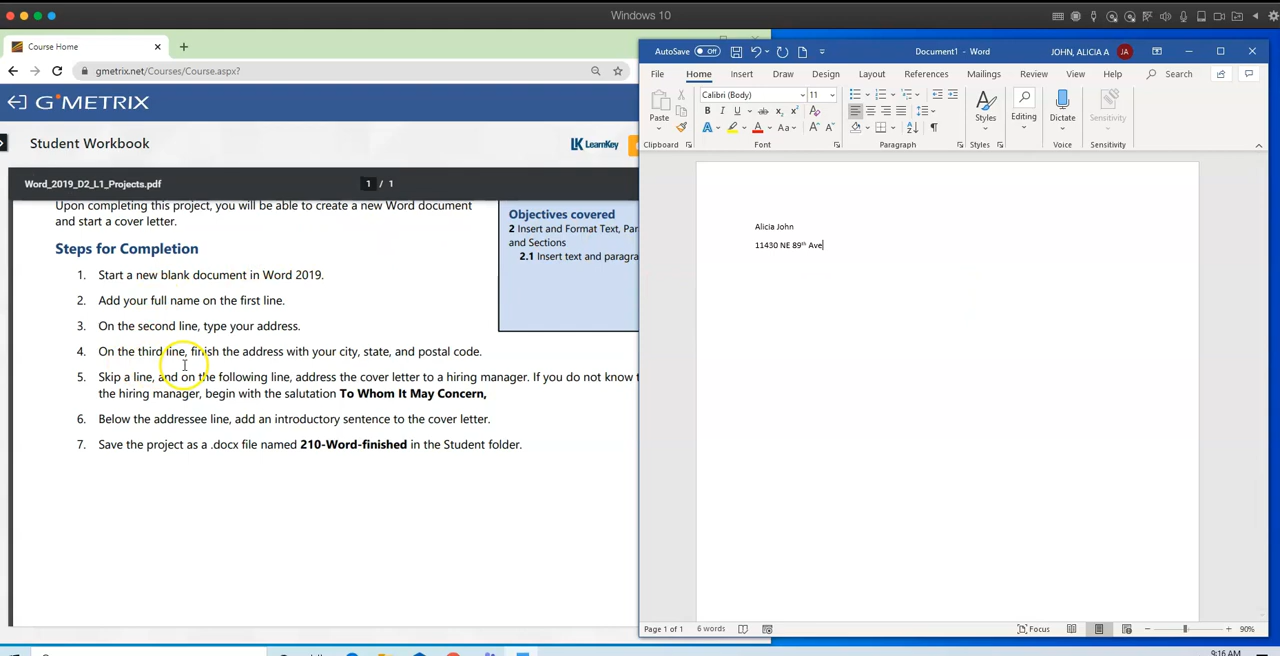 Windows 10
Course Home
gmetrix.net/Courses/Course.aspx?
GMETRIX
Student Workbook
LK LearnKey
Word_2019_D2_L1_Projects.pdf
1 / 1
Upon completing this project, you will be able to create a new Word document
and start a cover letter.
Steps for Completion
1. Start a new blank document in Word 2019.
2. Add your full name on the first line.
3. On the second line, type your address.
4. On the third line, finish the address with your city, state, and postal code.
5. Skip a line, and on the following line, address the cover letter to a hiring manager. If you do not know
the hiring manager, begin with the salutation To Whom It May Concern,
6. Below the addressee line, add an introductory sentence to the cover letter.
7. Save the project as a .docx file named 210-Word-finished in the Student folder.
Objectives covered
2 Insert and Format Text, Par
and Sections
2.1 Insert text and paragra
AutoSave Off
Document1 - Word
JOHN, ALICIA A
JA
File Home Insert Draw Design Layout References Mailings Review View Help Search
Calibri (Body) 11
Paste
Styles
Editing
Dictate
Sensitivity
Clipboard Font Paragraph Styles Voice Sensitivity
Alicia John
11430 NE 89th Ave
Page 1 of 1 6 words
Focus
90%
9:16 AM